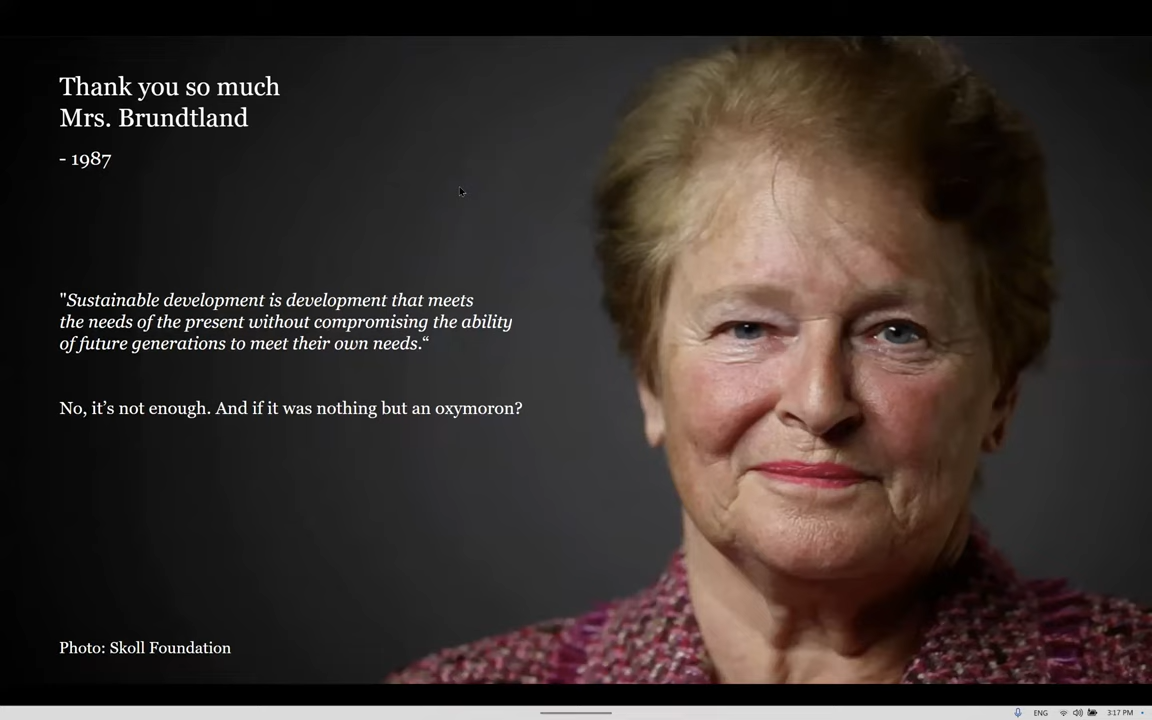 Thank you so much
Mrs. Brundtland
- 1987
"Sustainable development is development that meets
the needs of the present without compromising the ability
of future generations to meet their own needs.“
No, it’s not enough. And if it was nothing but an oxymoron?
Photo: Skoll Foundation
ENG
3:17 PM